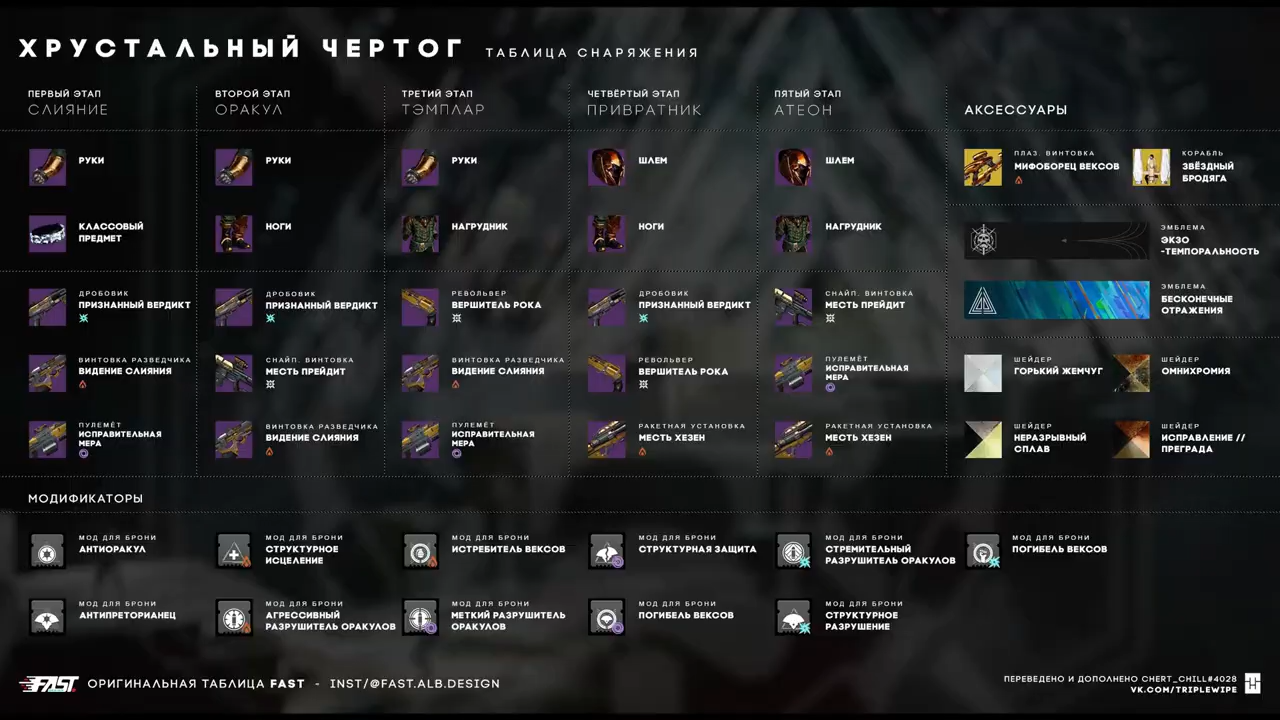 ХРУСТАЛЬНЫЙ ЧЕРТОГ ТАБЛИЦА СНАРЯЖЕНИЯ
ПЕРВЫЙ ЭТАП
СЛИЯНИЕ
РУКИ
КЛАССОВЫЙ
ПРЕДМЕТ
ДРОБОВИК
ПРИЗНАННЫЙ ВЕРДИКТ
ВИНТОВКА РАЗВЕДЧИКА
ВИДЕНИЕ СЛИЯНИЯ
ПУЛЕМЁТ
ИСПРАВИТЕЛЬНАЯ
МЕРА
ВТОРОЙ ЭТАП
ОРАКУЛ
РУКИ
НОГИ
ДРОБОВИК
ПРИЗНАННЫЙ ВЕРДИКТ
СНАЙП. ВИНТОВКА
МЕСТЬ ПРЕЙДИТ
ВИНТОВКА РАЗВЕДЧИКА
ВИДЕНИЕ СЛИЯНИЯ
ТРЕТИЙ ЭТАП
ТЭМПЛАР
РУКИ
НАГРУДНИК
РЕВОЛЬВЕР
ВЕРШИТЕЛЬ РОКА
ВИНТОВКА РАЗВЕДЧИКА
ВИДЕНИЕ СЛИЯНИЯ
ПУЛЕМЁТ
ИСПРАВИТЕЛЬНАЯ
МЕРА
ЧЕТВЁРТЫЙ ЭТАП
ПРИВРАТНИК
ШЛЕМ
НОГИ
ДРОБОВИК
ПРИЗНАННЫЙ ВЕРДИКТ
РЕВОЛЬВЕР
ВЕРШИТЕЛЬ РОКА
РАКЕТНАЯ УСТАНОВКА
МЕСТЬ ХЕЗЕН
ПЯТЫЙ ЭТАП
АТЕОН
ШЛЕМ
НАГРУДНИК
СНАЙП. ВИНТОВКА
МЕСТЬ ПРЕЙДИТ
ПУЛЕМЁТ
ИСПРАВИТЕЛЬНАЯ
МЕРА
РАКЕТНАЯ УСТАНОВКА
МЕСТЬ ХЕЗЕН
АКСЕССУАРЫ
ПЛАЗ. ВИНТОВКА
МИФОБОРЕЦ ВЕКСОВ
КОРАБЛЬ
ЗВЁЗДНЫЙ
БРОДЯГА
ЭМБЛЕМА
ЭКЗО
-ТЕМПОРАЛЬНОСТЬ
ЭМБЛЕМА
БЕСКОНЕЧНЫЕ
ОТРАЖЕНИЯ
ШЕЙДЕР
ГОРЬКИЙ ЖЕМЧУГ
ШЕЙДЕР
ОМНИХРОМИЯ
ШЕЙДЕР
НЕРАЗРЫВНЫЙ
СПЛАВ
ШЕЙДЕР
ИСПРАВЛЕНИЕ //
ПРЕГРАДА
МОДИФИКАТОРЫ
МОД ДЛЯ БРОНИ
АНТИОРАКУЛ
МОД ДЛЯ БРОНИ
СТРУКТУРНОЕ
ИСЦЕЛЕНИЕ
МОД ДЛЯ БРОНИ
ИСТРЕБИТЕЛЬ ВЕКСОВ
МОД ДЛЯ БРОНИ
СТРУКТУРНАЯ ЗАЩИТА
МОД ДЛЯ БРОНИ
СТРЕМИТЕЛЬНЫЙ
РАЗРУШИТЕЛЬ ОРАКУЛОВ
МОД ДЛЯ БРОНИ
ПОГИБЕЛЬ ВЕКСОВ
МОД ДЛЯ БРОНИ
АНТИПРЕТОРИАНЕЦ
МОД ДЛЯ БРОНИ
АГРЕССИВНЫЙ
РАЗРУШИТЕЛЬ ОРАКУЛОВ
МОД ДЛЯ БРОНИ
МЕТКИЙ РАЗРУШИТЕЛЬ
ОРАКУЛОВ
МОД ДЛЯ БРОНИ
ПОГИБЕЛЬ ВЕКСОВ
МОД ДЛЯ БРОНИ
СТРУКТУРНОЕ
РАЗРУШЕНИЕ
FAST ОРИГИНАЛЬНАЯ ТАБЛИЦА FAST - INST/@FAST.ALB.DESIGN
ПЕРЕВЕДЕНО И ДОПОЛНЕНО CHERT_CHILL#4028
VK.COM/TRIPLEWIPE